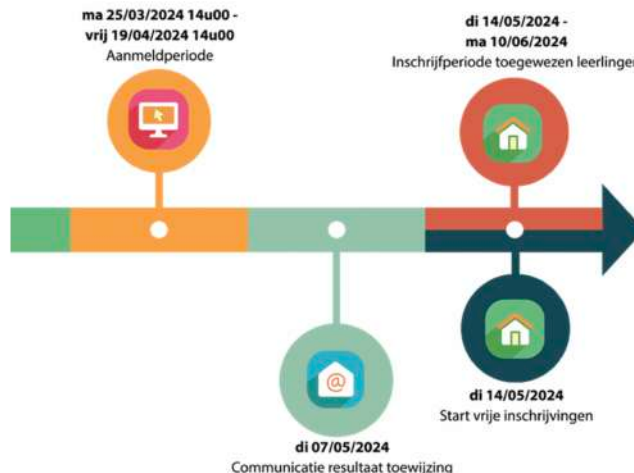 ma 25/03/2024 14u00 -
vrij 19/04/2024 14u00
Aanmeldperiode
di 14/05/2024 -
ma 10/06/2024
Inschrijfperiode toegewezen leerlingen
@
di 14/05/2024
Start vrije inschrijvingen
di 07/05/2024
Communicatie resultaat toewijzing